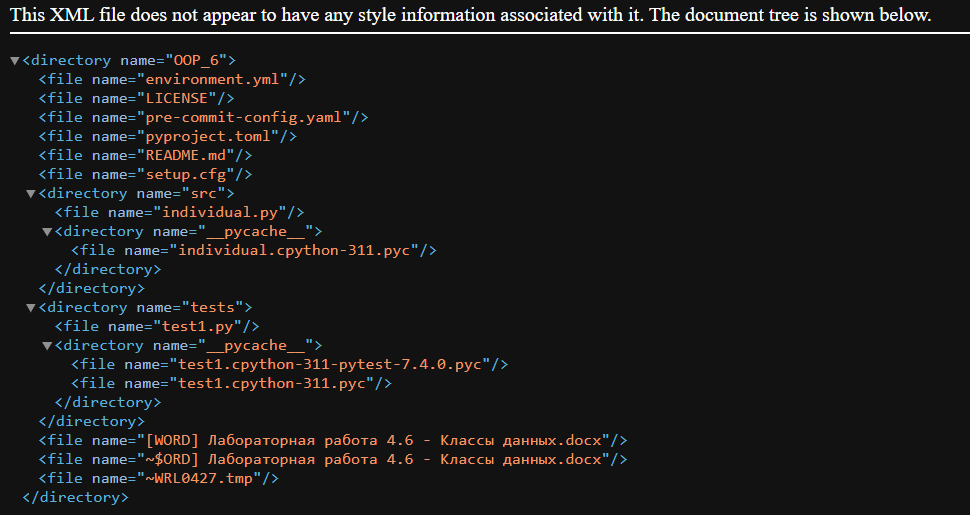 This XML file does not appear to have any style information associated with it. The document tree is shown below.
▼<directory name="OOP_6">
<file name="environment.yml"/>
<file name="LICENSE"/>
<file name="pre-commit-config.yaml"/>
<file name="pyproject.toml"/>
<file name="README.md"/>
<file name="setup.cfg"/>
▼<directory name="src">
<file name="individual.py"/>
▼<directory name="__pycache__">
<file name="individual.cpython-311.pyc"/>
</directory>
</directory>
▼<directory name="tests">
<file name="test1.py"/>
▼<directory name="__pycache__">
<file name="test1.cpython-311-pytest-7.4.0.pyc"/>
<file name="test1.cpython-311.pyc"/>
</directory>
</directory>
<file name="[WORD] Лабораторная работа 4.6 - Классы данных.docx"/>
<file name="~$ORD] Лабораторная работа 4.6 - Классы данных.docx"/>
<file name="~WRL0427.tmp"/>
</directory>